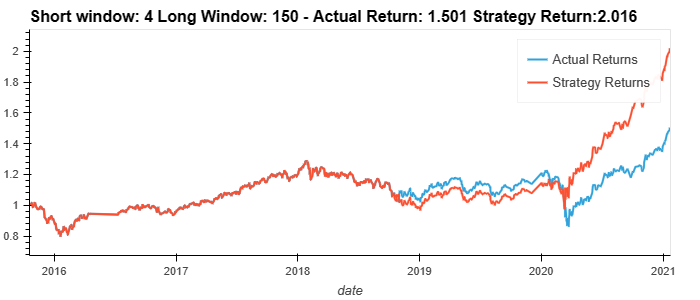 Short window: 4 Long Window: 150 - Actual Return: 1.501 Strategy Return:2.016
Actual Returns
Strategy Returns
2
1.8
1.6
1.4
1.2
1
0.8
2016 2017 2018 2019 2020 2021
date